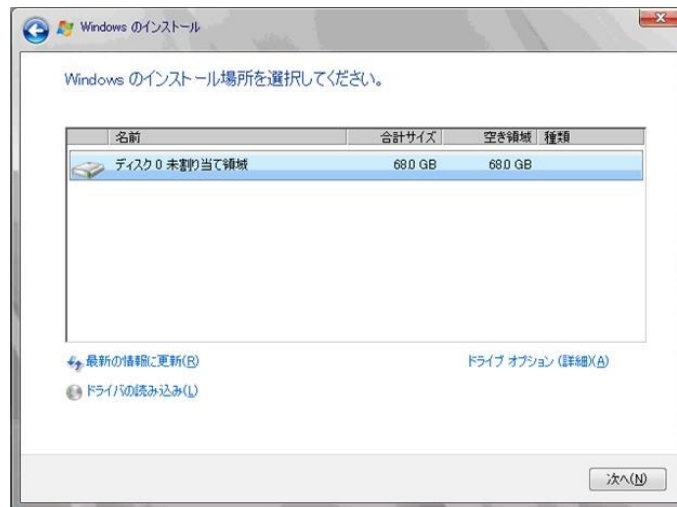 Windows のインストール
Windows のインストール場所を選択してください。
名前 合計サイズ 空き領域 種類
ディスク 0 未割り当て領域 68.0 GB 68.0 GB
最新の情報に更新(R) ドライブ オプション (詳細)(A)
ドライバの読み込み(L)
次へ(N)